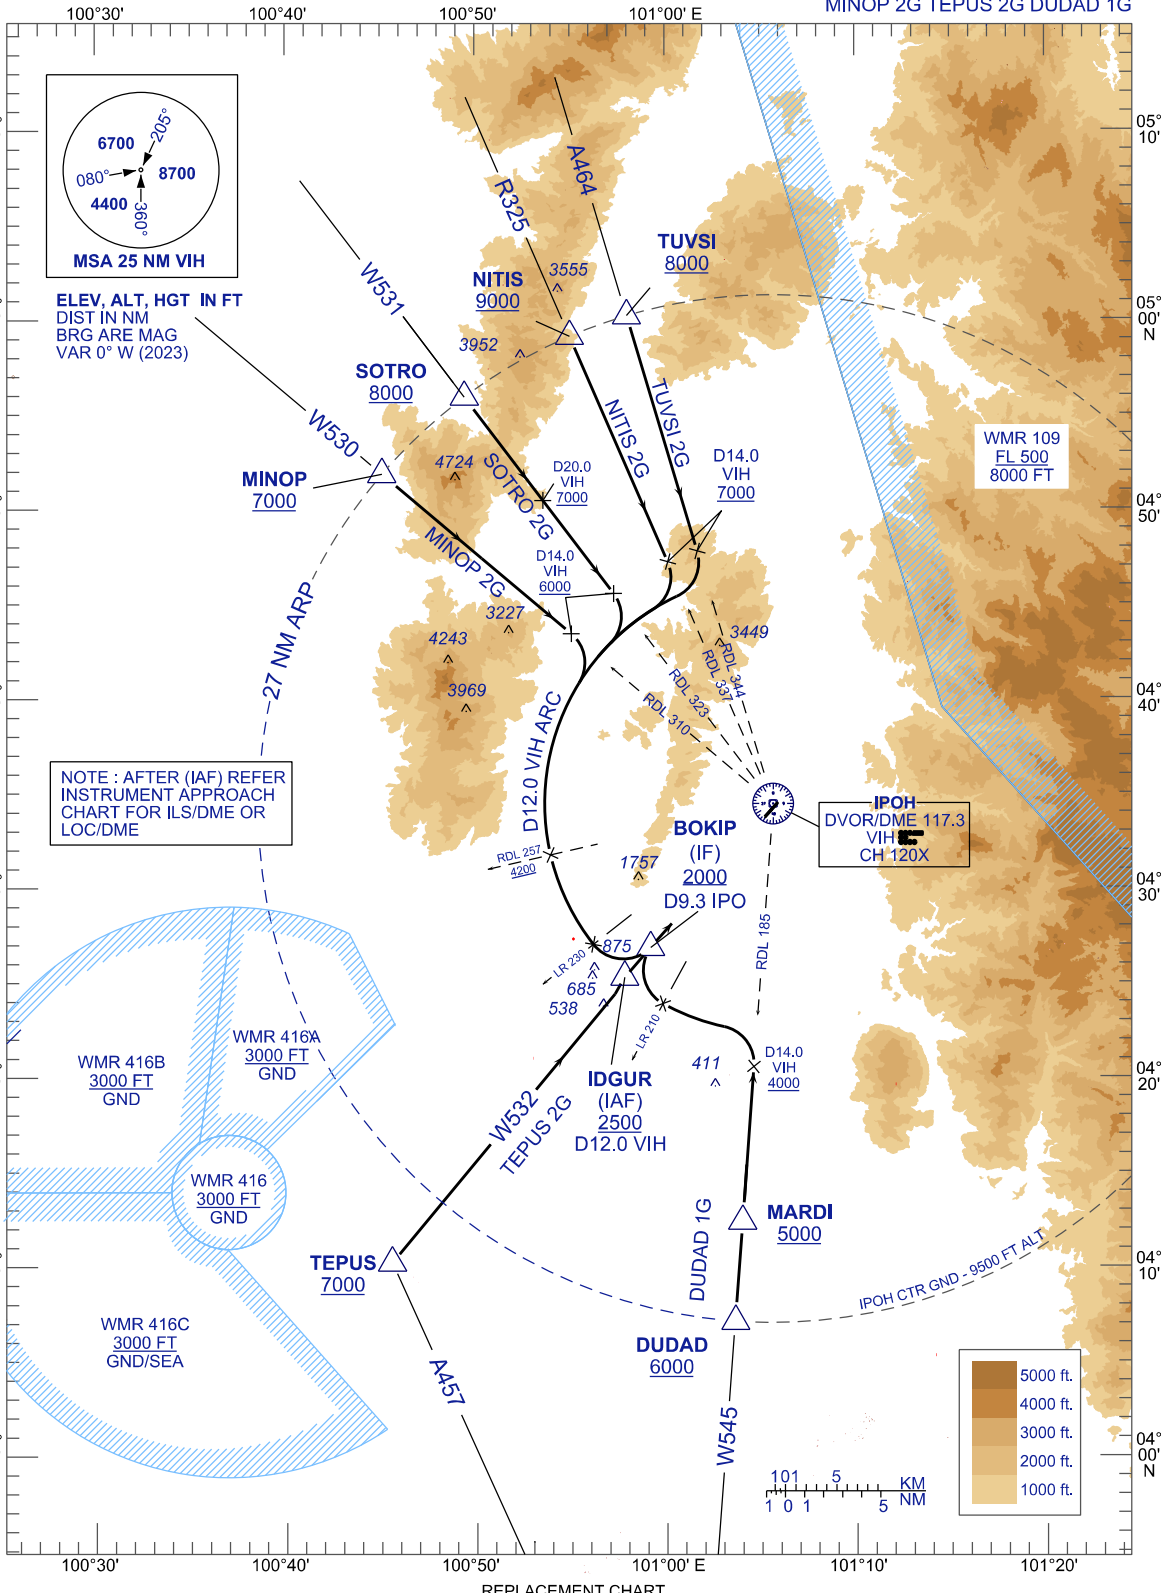 MINOP 2G TEPUS 2G DUDAD 1G
100°30'
100°40'
100°50'
101°00' E
6700
205°
080°
8700
4400
360°
MSA 25 NM VIH
ELEV, ALT, HGT IN FT
DIST IN NM
BRG ARE MAG
VAR 0° W (2023)
05°
10'
A464
R325
TUVSI
8000
NITIS
9000
3555
W531
3952
05°
00'
N
SOTRO
8000
W530
MINOP
7000
4724
SOTRO 2G
NITIS 2G
TUVSI 2G
D20.0
VIH
7000
D14.0
VIH
7000
WMR 109
FL 500
8000 FT
04°
50'
MINOP 2G
D14.0
VIH
6000
3227
4243
3969
27 NM ARP
3449
RDL 344
RDL 337
RDL 323
RDL 310
04°
40'
D12.0 VIH ARC
NOTE : AFTER (IAF) REFER
INSTRUMENT APPROACH
CHART FOR ILS/DME OR
LOC/DME
IPOH
DVOR/DME 117.3
VIH
CH 120X
BOKIP
(IF)
2000
D9.3 IPO
RDL 257
4200
1757
04°
30'
RDL 185
LR 230
875
685
538
LR 210
411
D14.0
VIH
4000
04°
20'
WMR 416A
3000 FT
GND
WMR 416B
3000 FT
GND
IDGUR
(IAF)
2500
D12.0 VIH
W532
TEPUS 2G
WMR 416
3000 FT
GND
MARDI
5000
DUDAD 1G
TEPUS
7000
04°
10'
IPOH CTR GND - 9500 FT ALT
WMR 416C
3000 FT
GND/SEA
DUDAD
6000
A457
W545
5000 ft.
4000 ft.
3000 ft.
2000 ft.
1000 ft.
04°
00'
N
1 0 1 5 KM
1 0 1 5 NM
100°30'
100°40'
100°50'
101°00' E
101°10'
101°20'
REPLACEMENT CHART